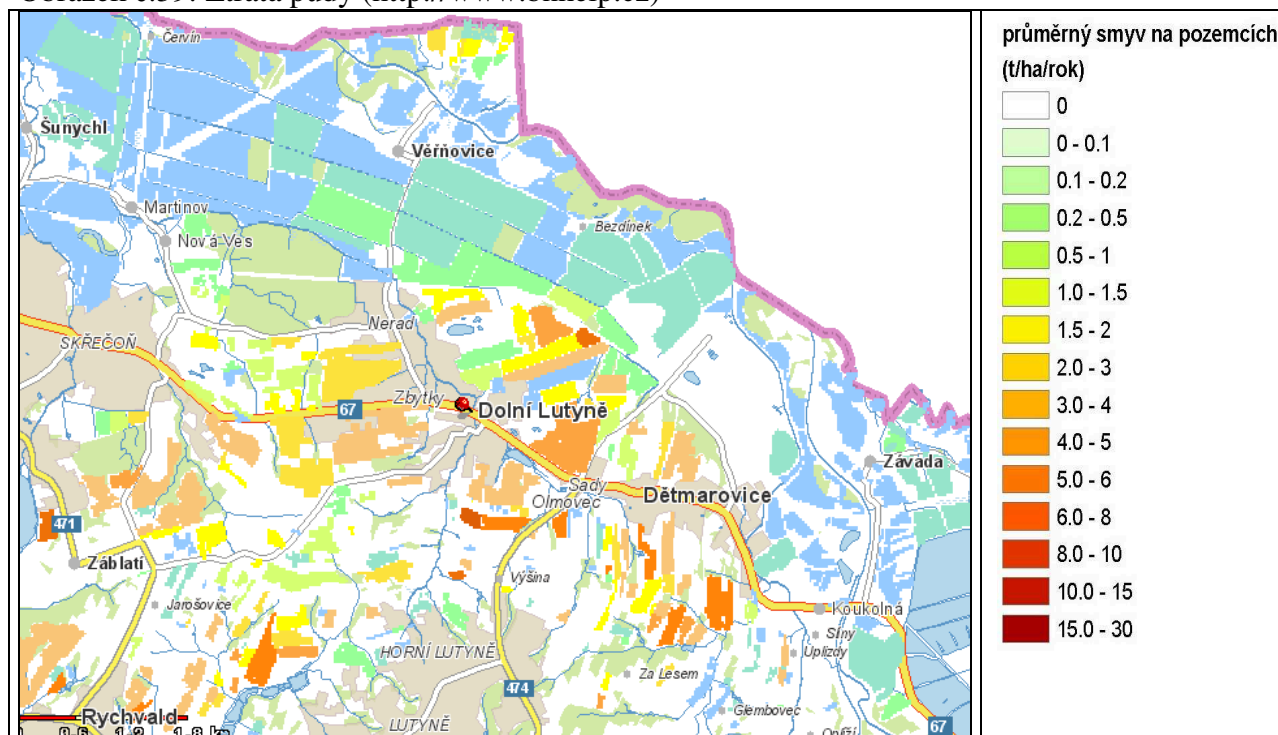 Červín
Šunychl
Věřňovice
Martinov
Nová Ves
Bezdínek
Nerad
SKŘEČOŇ
Zbytky
67
Dolní Lutyně
Závada
Sady
Dětmarovice
Olmovec
471
Záblatí
Výšina
Jarošovice
Koukolná
HORNÍ LUTYNĚ
Úplizdy
Za Lesem
474
Glembovec
Rychvald
LUTYNĚ
67
průměrný smyv na pozemcích
(t/ha/rok)
0
0 - 0.1
0.1 - 0.2
0.2 - 0.5
0.5 - 1
1.0 - 1.5
1.5 - 2
2.0 - 3
3.0 - 4
4.0 - 5
5.0 - 6
6.0 - 8
8.0 - 10
10.0 - 15
15.0 - 30